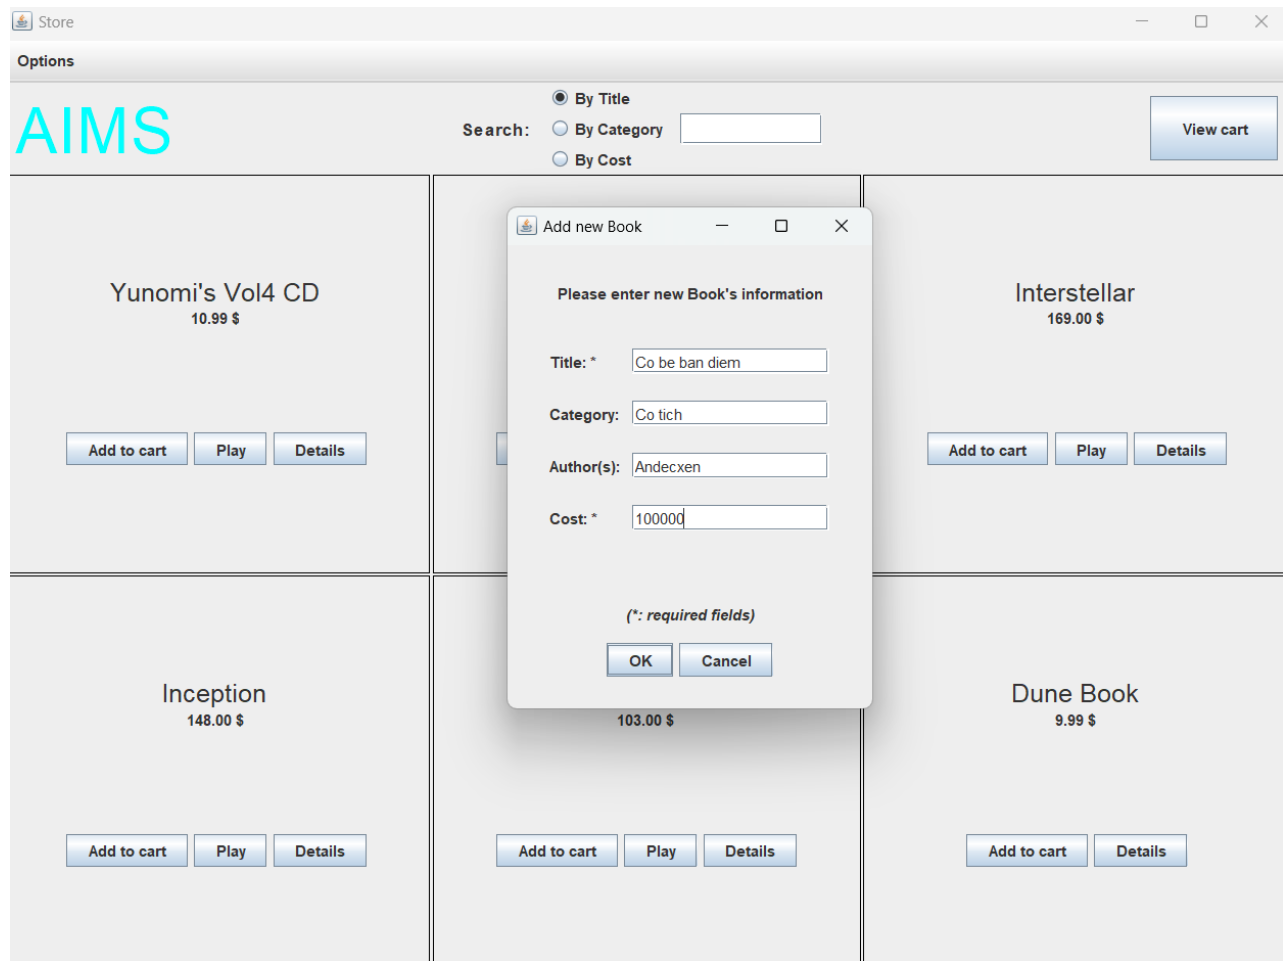 Store
Options
AIMS
Search:
By Title
By Category
By Cost
View cart
Yunomi's Vol4 CD
10.99 $
Add to cart Play Details
Interstellar
169.00 $
Add to cart Play Details
Add new Book
Please enter new Book's information
Title: * Co be ban diem
Category: Co tich
Author(s): Andecxen
Cost: * 100000
(*: required fields)
OK Cancel
Inception
148.00 $
Add to cart Play Details
103.00 $
Add to cart Play Details
Dune Book
9.99 $
Add to cart Details